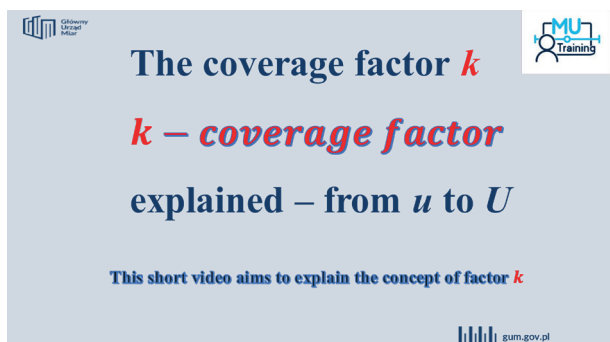 Główny
Urząd
Miar
MU
Training
The coverage factor k
k – coverage factor
explained – from u to U
This short video aims to explain the concept of factor k
gum.gov.pl